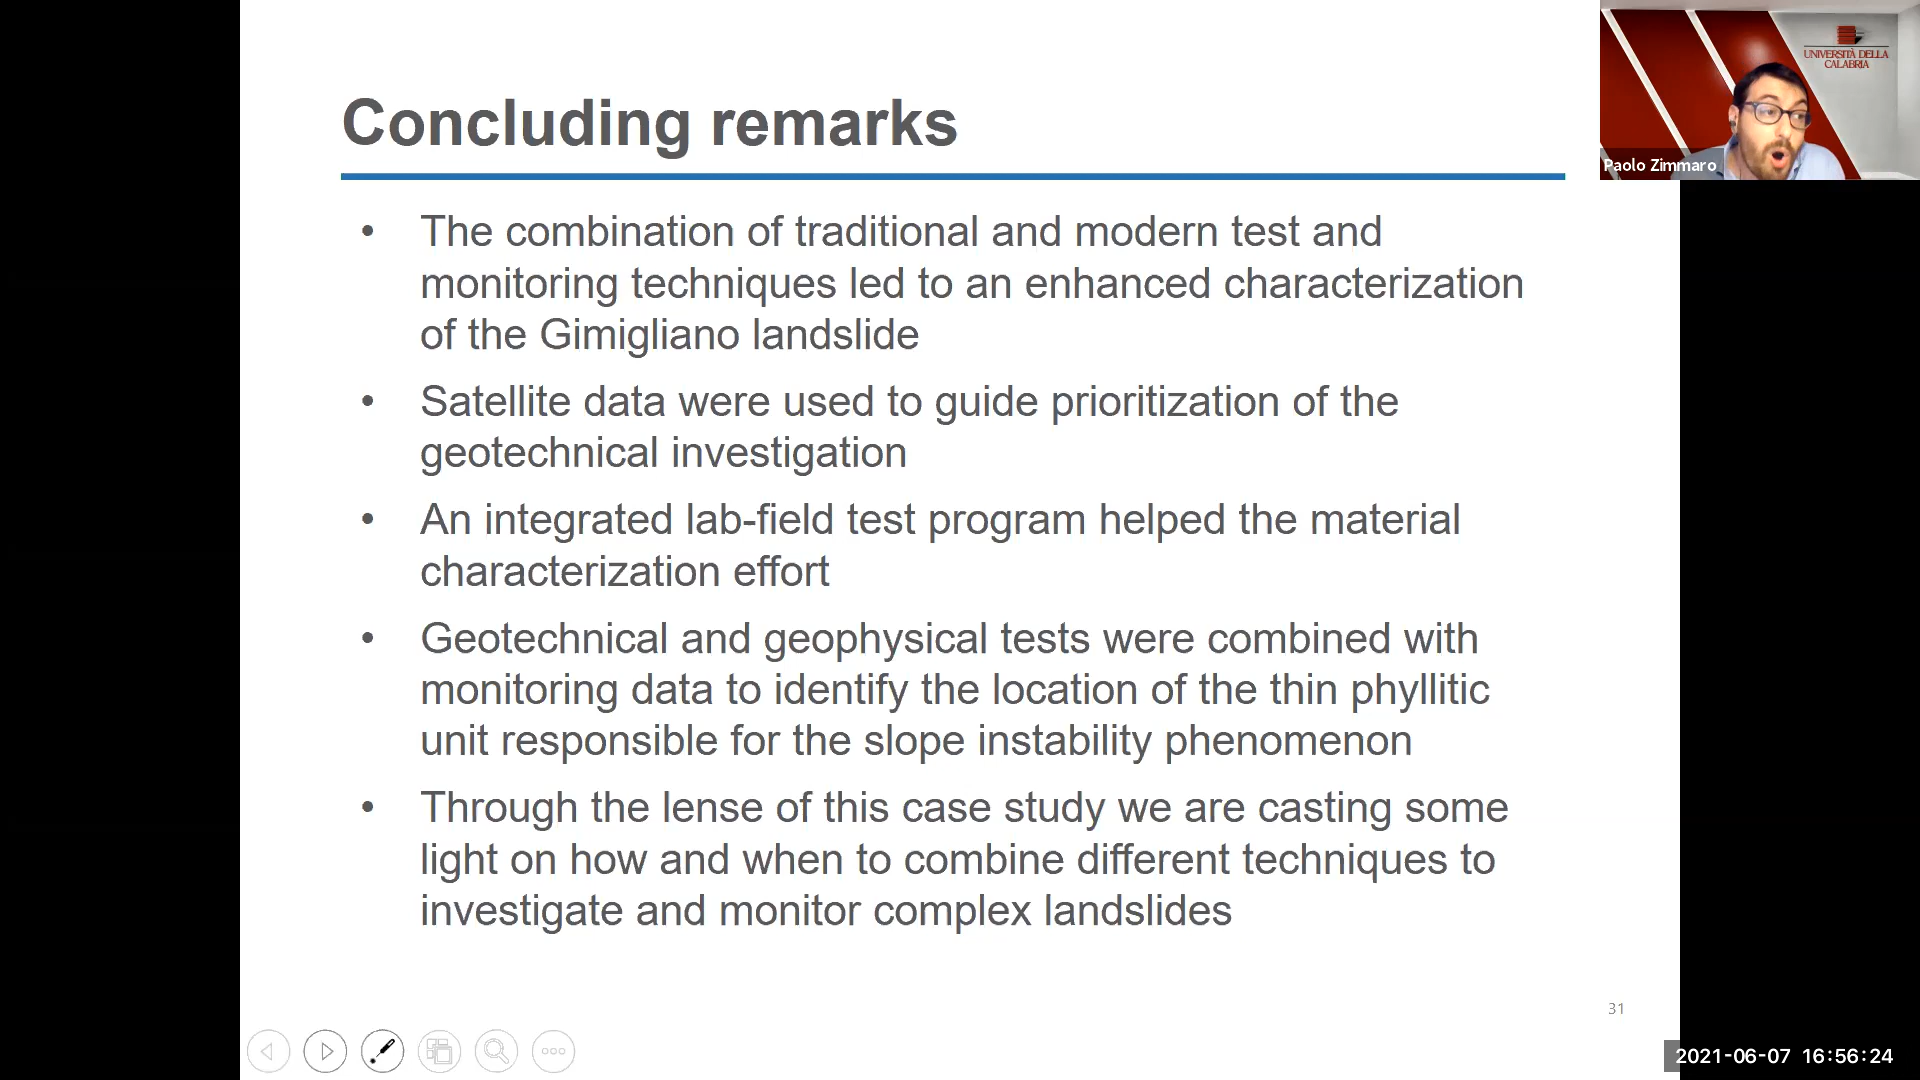 Concluding remarks
• The combination of traditional and modern test and
monitoring techniques led to an enhanced characterization
of the Gimigliano landslide
• Satellite data were used to guide prioritization of the
geotechnical investigation
• An integrated lab-field test program helped the material
characterization effort
• Geotechnical and geophysical tests were combined with
monitoring data to identify the location of the thin phyllitic
unit responsible for the slope instability phenomenon
• Through the lense of this case study we are casting some
light on how and when to combine different techniques to
investigate and monitor complex landslides
31
UNIVERSITÀ DELLA
CALABRIA
Paolo Zimmaro
2021-06-07 16:56:24